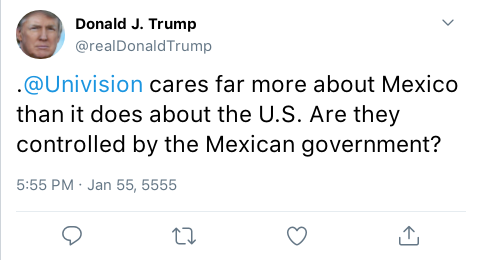 Donald J. Trump
@realDonaldTrump
.@Univision cares far more about Mexico
than it does about the U.S. Are they
controlled by the Mexican government?
5:55 PM · Jan 55, 5555